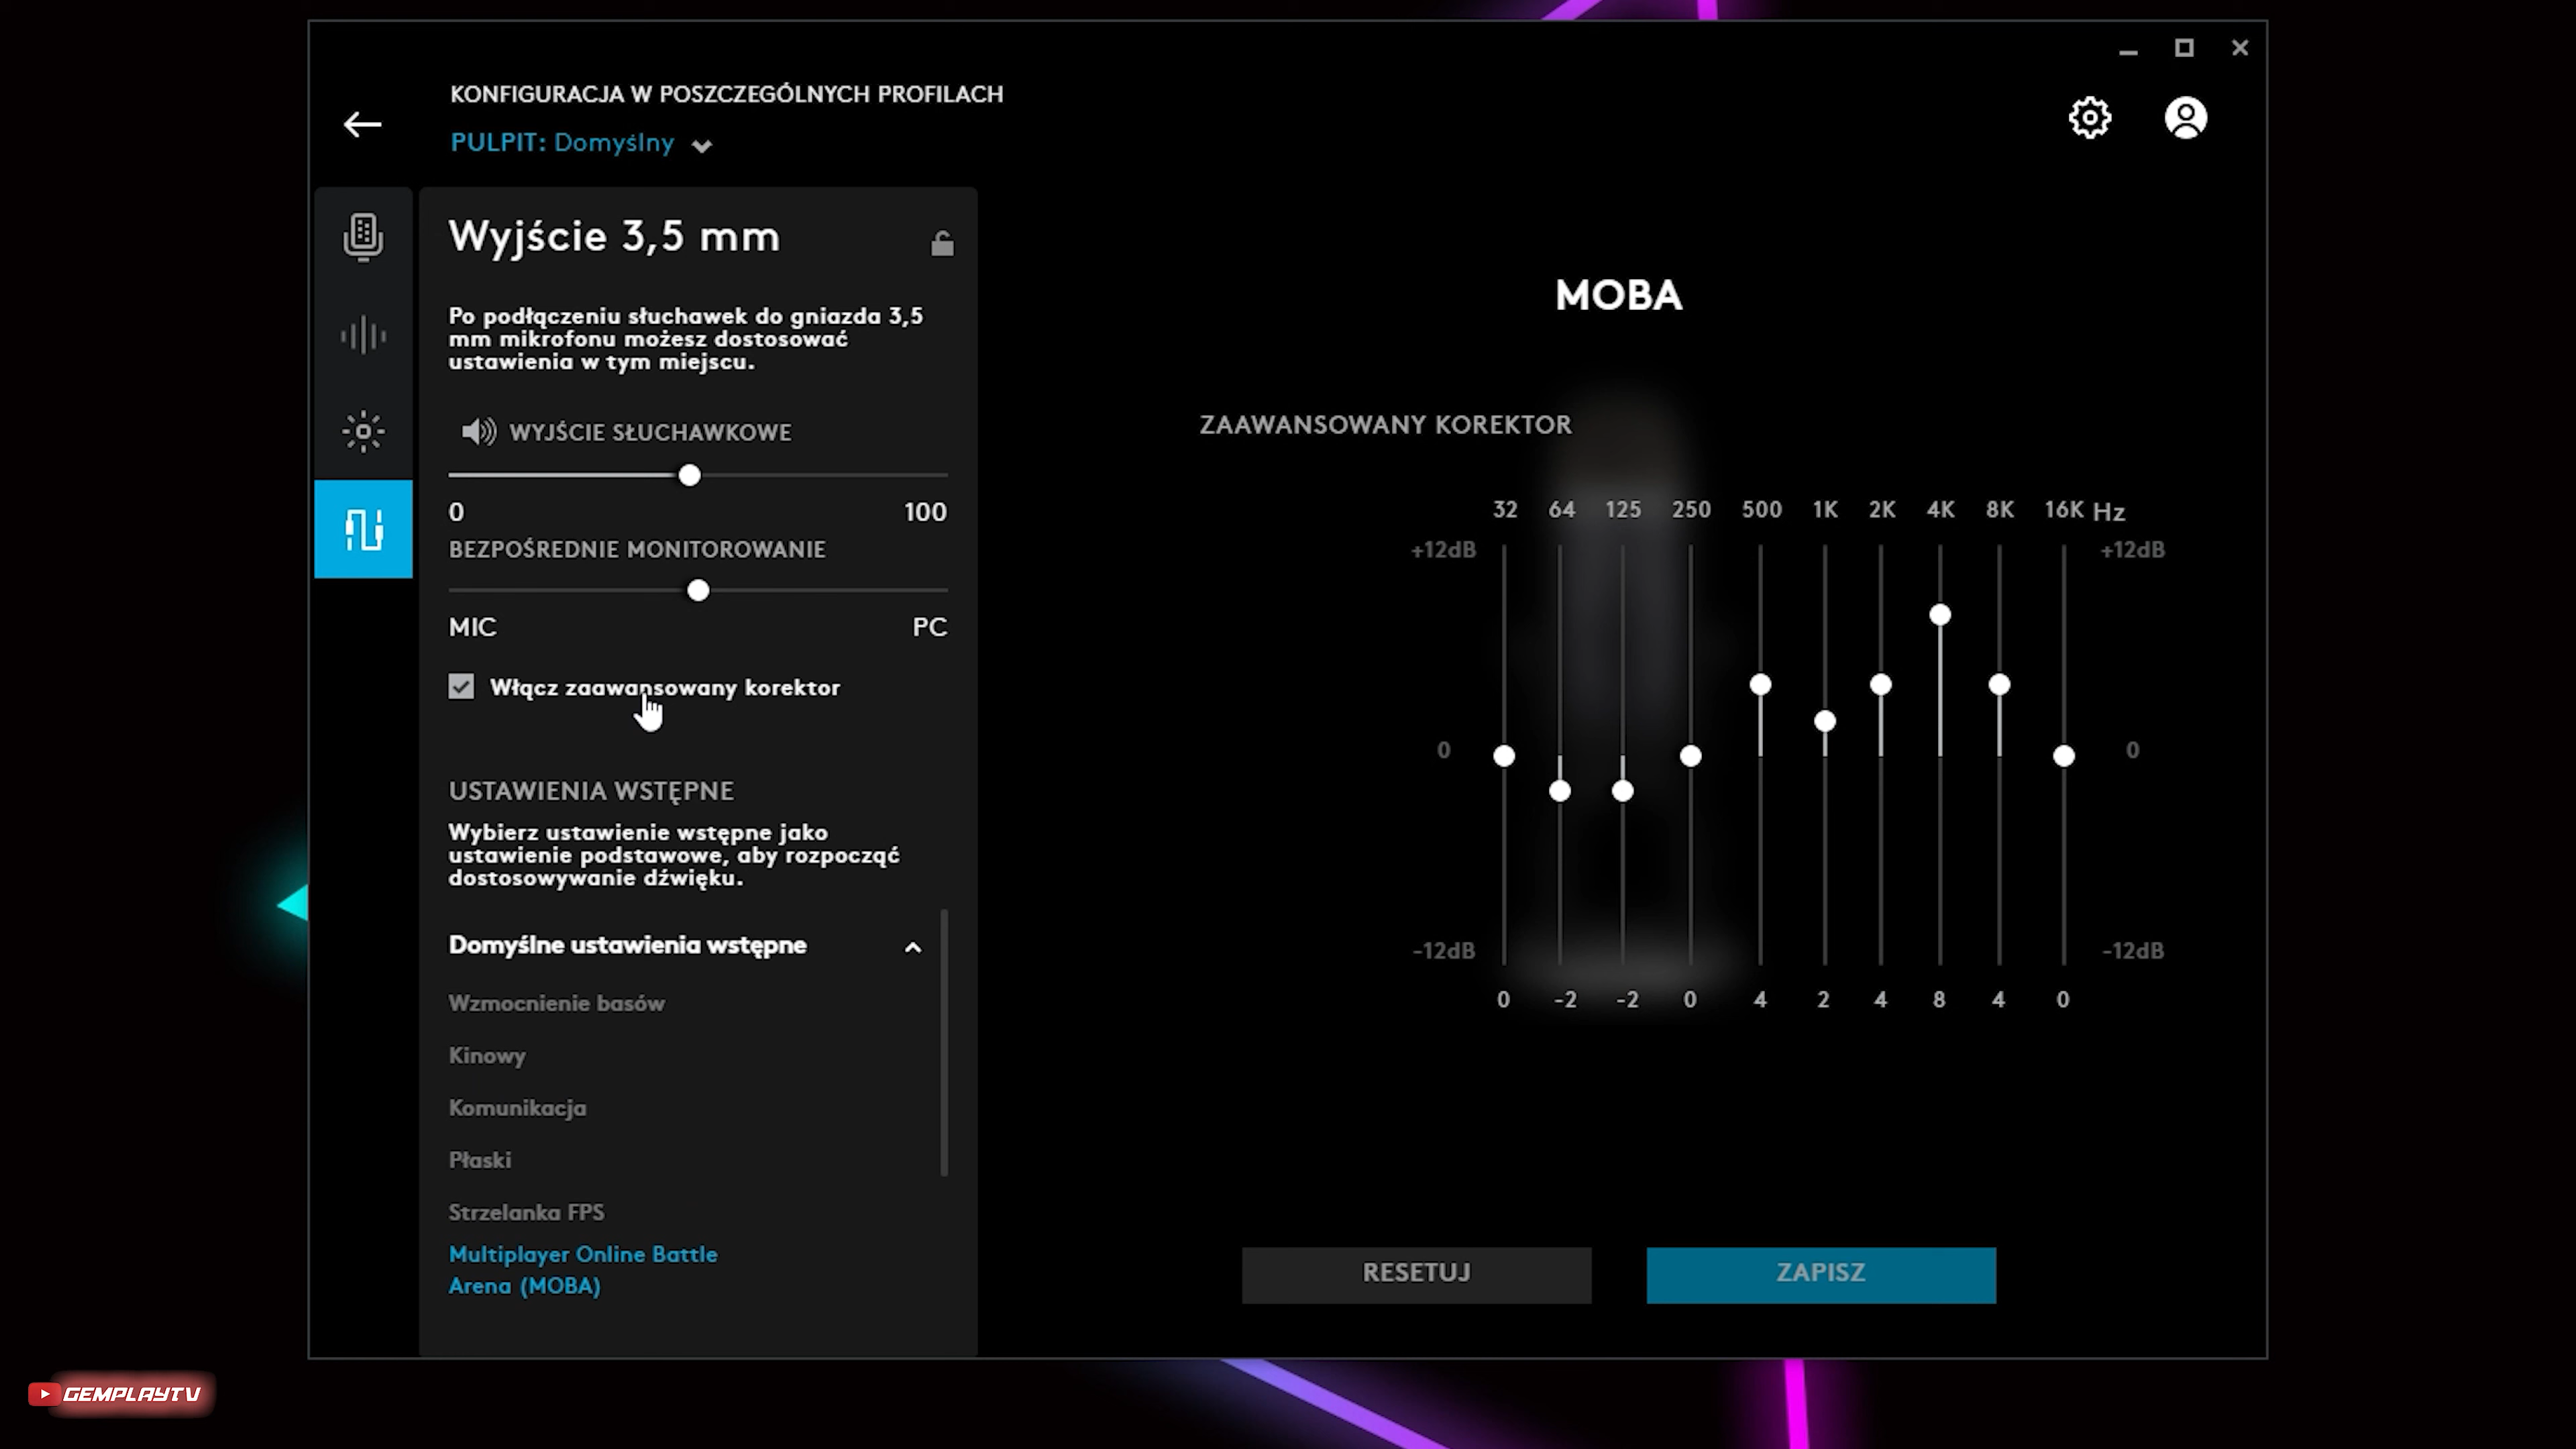 KONFIGURACJA W POSZCZEGÓLNYCH PROFILACH
PULPIT: Domyślny
Wyjście 3,5 mm
Po podłączeniu słuchawek do gniazda 3,5
mm mikrofonu możesz dostosować
ustawienia w tym miejscu.
WYJŚCIE SŁUCHAWKOWE
0 100
BEZPOŚREDNIE MONITOROWANIE
MIC PC
Włącz zaawansowany korektor
USTAWIENIA WSTĘPNE
Wybierz ustawienie wstępne jako
ustawienie podstawowe, aby rozpocząć
dostosowywanie dźwięku.
Domyślne ustawienia wstępne
Wzmocnienie basów
Kinowy
Komunikacja
Płaski
Strzelanka FPS
Multiplayer Online Battle
Arena (MOBA)
MOBA
ZAAWANSOWANY KOREKTOR
32 64 125 250 500 1K 2K 4K 8K 16K Hz
+12dB +12dB
0 0
-12dB -12dB
0 -2 -2 0 4 2 4 8 4 0
RESETUJ ZAPISZ
GEMPLAYTV